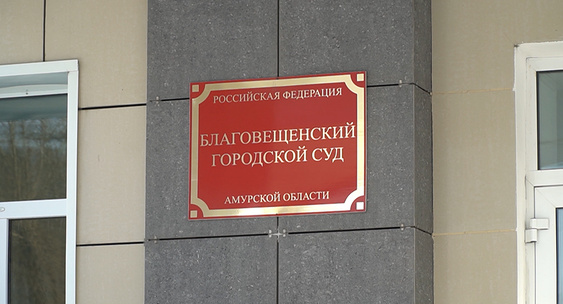 РОССИЙСКАЯ ФЕДЕРАЦИЯ
БЛАГОВЕЩЕНСКИЙ
ГОРОДСКОЙ СУД
АМУРСКОЙ ОБЛАСТИ